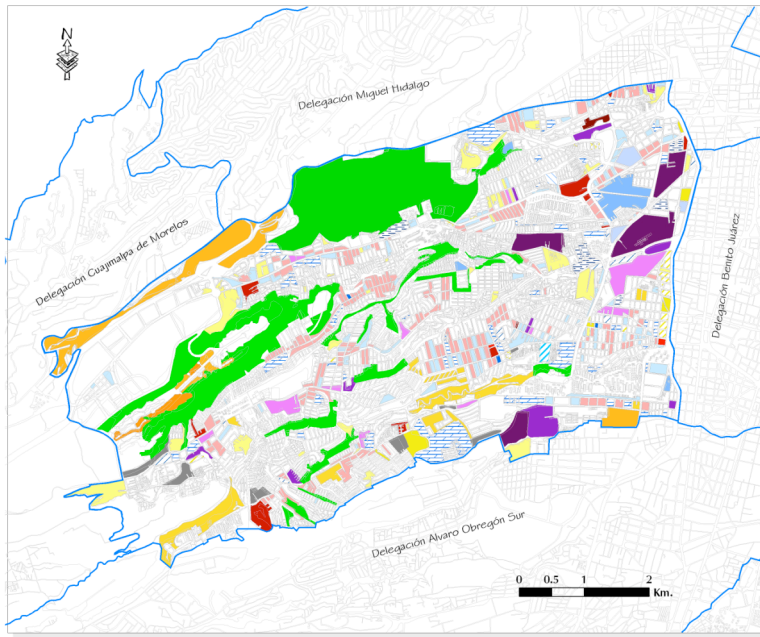 N
Delegación Miguel Hidalgo
Delegación Cuajimalpa de Morelos
Delegación Benito Juárez
Delegación Alvaro Obregón Sur
0 0.5 1 2
Km.